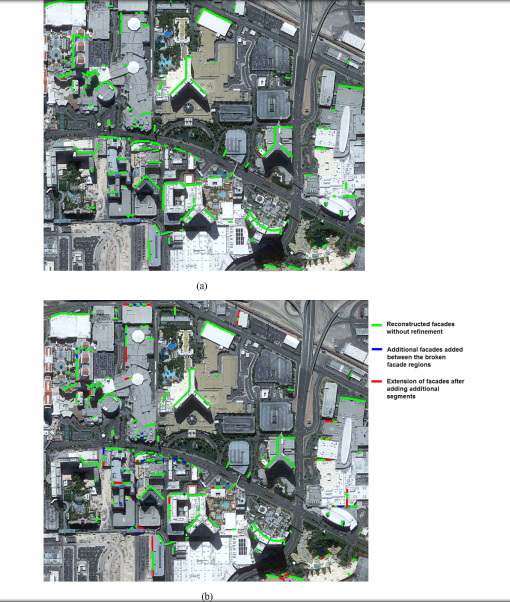 (a)
Reconstructed facades
without refinement
Additional facades added
between the broken
facade regions
Extension of facades after
adding additional
segments
(b)